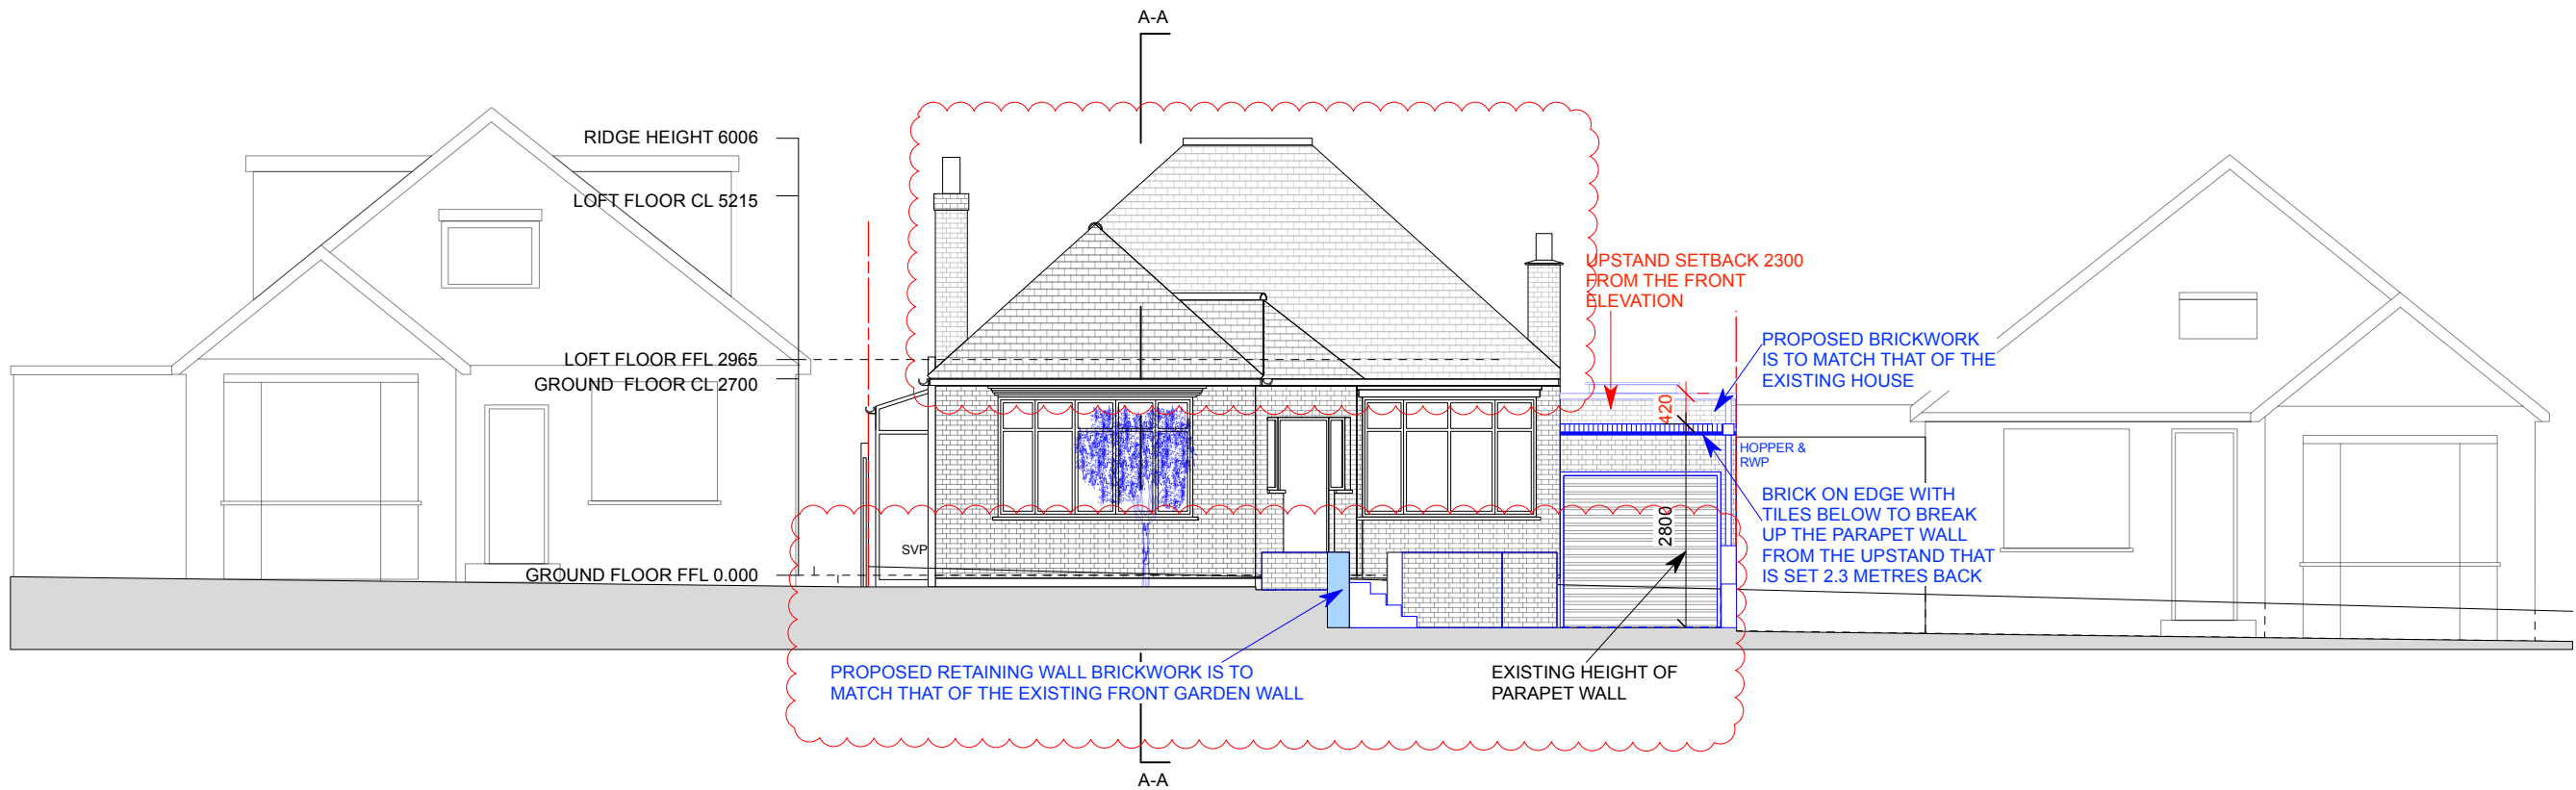 A-A
RIDGE HEIGHT 6006
LOFT FLOOR CL 5215
LOFT FLOOR FFL 2965
GROUND FLOOR CL 2700
GROUND FLOOR FFL 0.000
SVP
UPSTAND SETBACK 2300
FROM THE FRONT
ELEVATION
PROPOSED BRICKWORK
IS TO MATCH THAT OF THE
EXISTING HOUSE
420
HOPPER &
RWP
BRICK ON EDGE WITH
TILES BELOW TO BREAK
UP THE PARAPET WALL
FROM THE UPSTAND THAT
IS SET 2.3 METRES BACK
2800
PROPOSED RETAINING WALL BRICKWORK IS TO
MATCH THAT OF THE EXISTING FRONT GARDEN WALL
EXISTING HEIGHT OF
PARAPET WALL
A-A